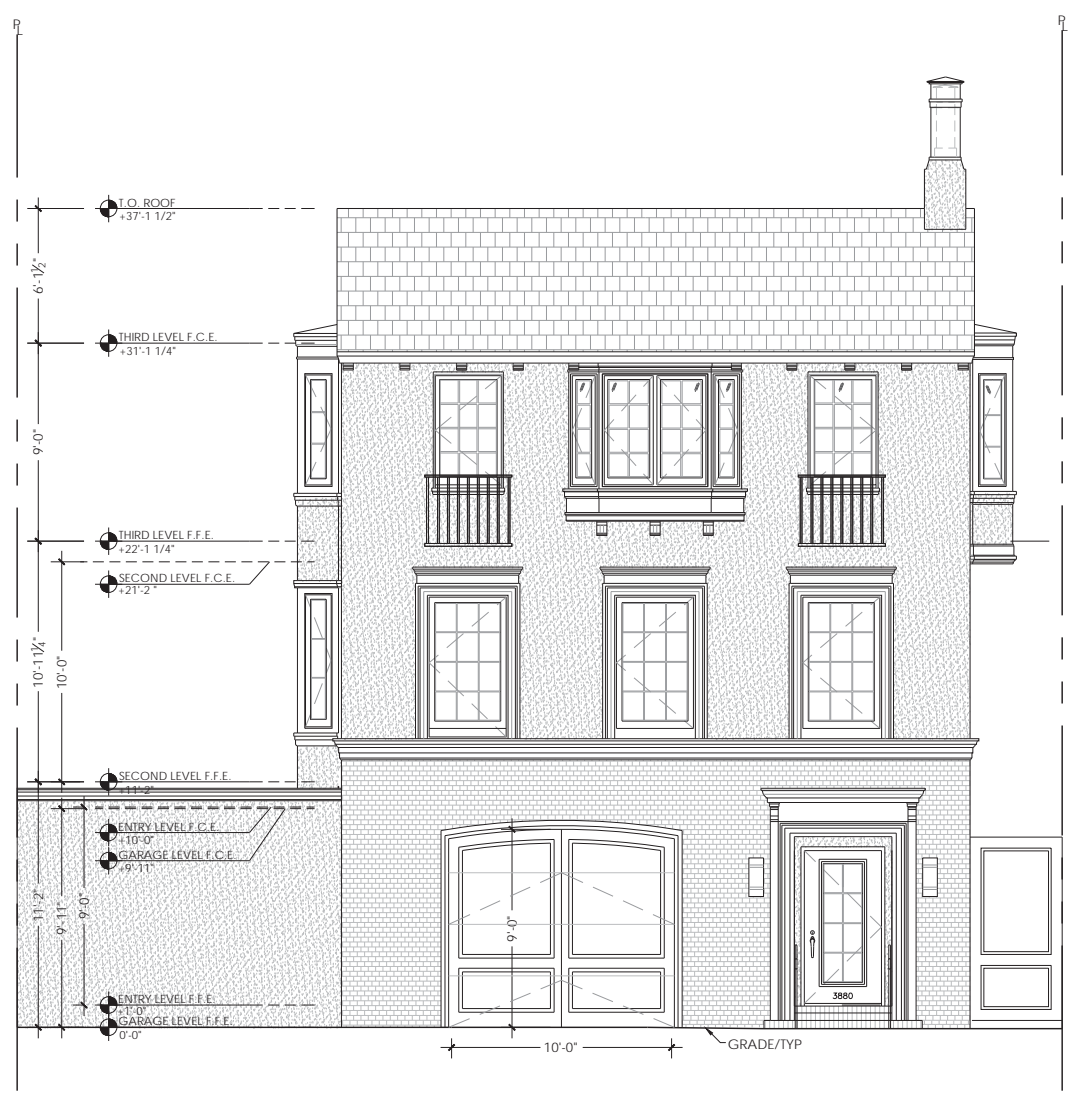 PL
PL
T.O. ROOF
+37'-1 1/2"
6'-1½"
THIRD LEVEL F.C.E.
+31'-1 1/4"
9'-0"
THIRD LEVEL F.F.E.
+22'-1 1/4"
SECOND LEVEL F.C.E.
+21'-2 "
10'-11¼"
10'-0"
SECOND LEVEL F.F.E.
+11'-2"
ENTRY LEVEL F.C.E.
+10'-0"
GARAGE LEVEL F.C.E.
+9'-11"
11'-2"
9'-11"
9'-0"
9'-0"
ENTRY LEVEL F.F.E.
+1'-0"
GARAGE LEVEL F.F.E.
0'-0"
3880
10'-0"
GRADE/TYP